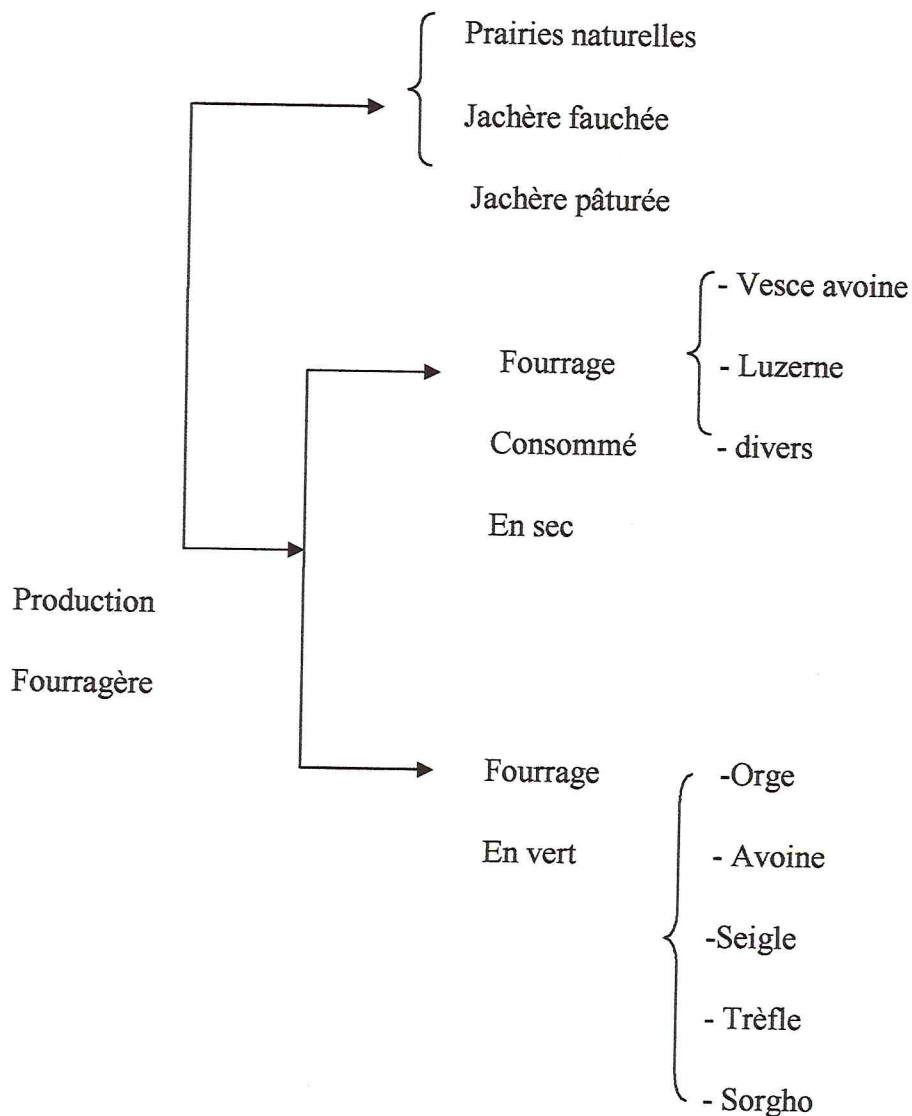 Prairies naturelles
Jachère fauchée
Jachère pâturée
- Vesce avoine
Fourrage
- Luzerne
Consommé
- divers
En sec
Production
Fourragère
Fourrage
-Orge
En vert
- Avoine
-Seigle
- Trèfle
- Sorgho